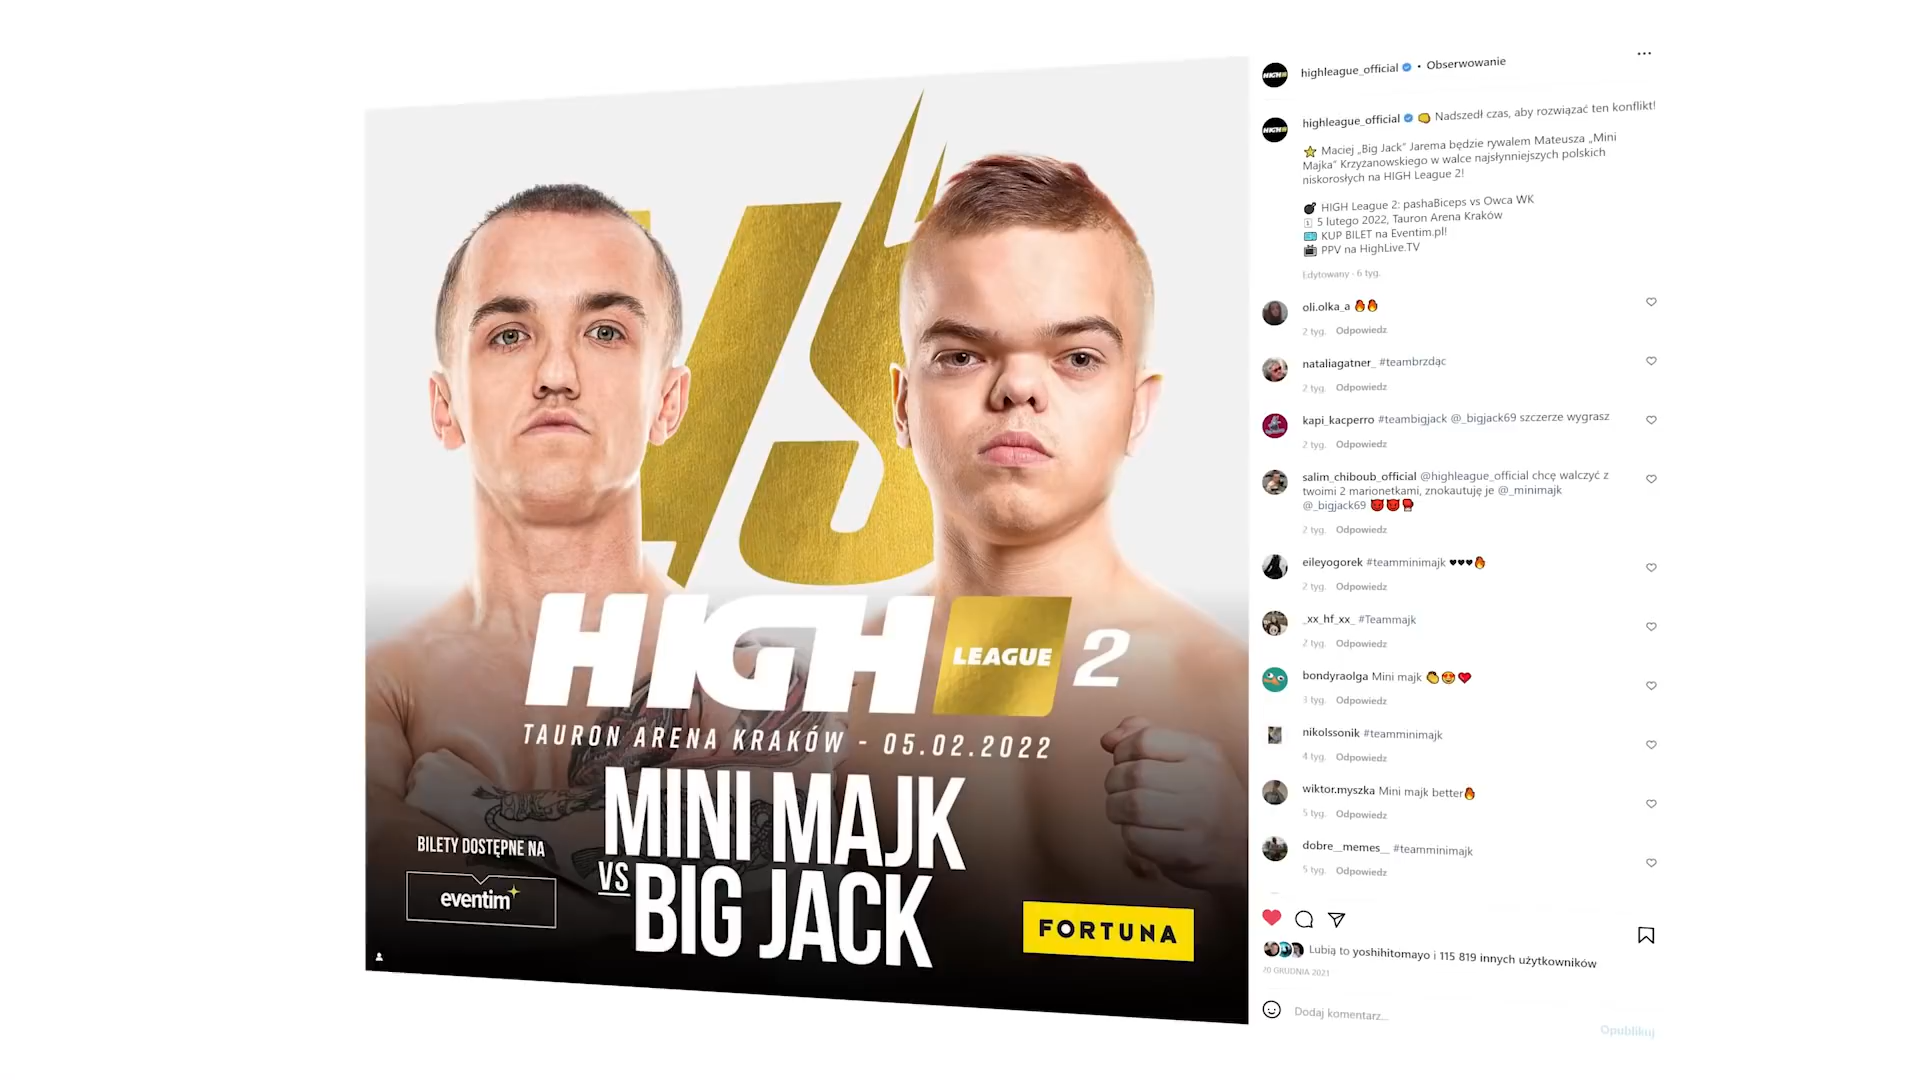 VS
HIGH LEAGUE 2
TAURON ARENA KRAKÓW - 05.02.2022
MINI MAJK
VS BIG JACK
BILETY DOSTĘPNE NA
eventim
FORTUNA
highleague_official • Obserwowanie
highleague_official Nadszedł czas, aby rozwiązać ten konflikt!
Maciej „Big Jack” Jarema będzie rywalem Mateusza „Mini
Majka” Krzyżanowskiego w walce najsłynniejszych polskich
niskorosłych na HIGH League 2!
HIGH League 2: pashaBiceps vs Owca WK
5 lutego 2022, Tauron Arena Kraków
KUP BILET na Eventim.pl!
PPV na HighLive.TV
Edytowany · 6 tyg.
oli.olka_a 🔥🔥
2 tyg. Odpowiedz
nataliagatner_ #teambrzdąc
2 tyg. Odpowiedz
kapi_kacperro #teambigjack @_bigjack69 szczerze wygrasz
2 tyg. Odpowiedz
salim_chiboub_official @highleague_official chcę walczyć z
twoimi 2 marionetkami, znokautuję je @_minimajk
@_bigjack69
2 tyg. Odpowiedz
eileyogorek #teamminimajk ♥♥♥🔥
2 tyg. Odpowiedz
_xx_hf_xx_ #Teammajk
2 tyg. Odpowiedz
bondyraolga Mini majk
3 tyg. Odpowiedz
nikolssonik #teamminimajk
4 tyg. Odpowiedz
wiktor.myszka Mini majk better🔥
5 tyg. Odpowiedz
dobre__memes__ #teamminimajk
5 tyg. Odpowiedz
Lubią to yoshihitomayo i 115 819 innych użytkowników
20 GRUDNIA 2021
Dodaj komentarz...
Opublikuj